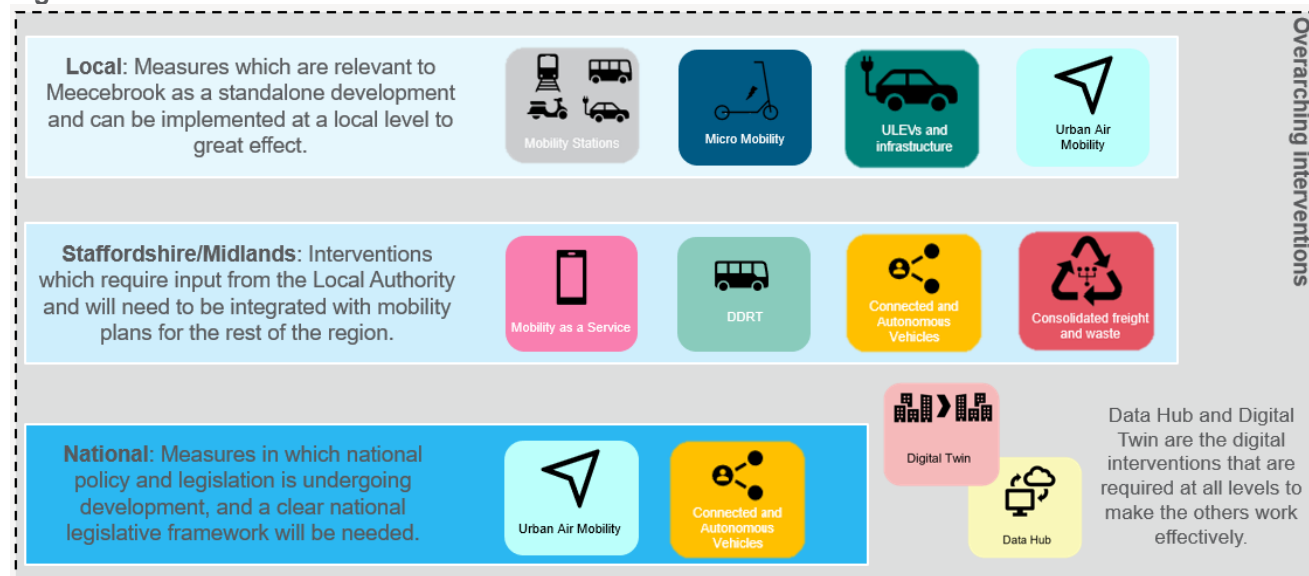 Local: Measures which are relevant to
Meecebrook as a standalone development
and can be implemented at a local level to
great effect.
Mobility Stations
Micro Mobility
ULEVs and
infrastructure
Urban Air
Mobility
Overarching interventions
Staffordshire/Midlands: Interventions
which require input from the Local Authority
and will need to be integrated with mobility
plans for the rest of the region.
Mobility as a Service
DDRT
Connected and
Autonomous
Vehicles
Consolidated freight
and waste
National: Measures in which national
policy and legislation is undergoing
development, and a clear national
legislative framework will be needed.
Urban Air Mobility
Connected and
Autonomous
Vehicles
Digital Twin
Data Hub
Data Hub and Digital
Twin are the digital
interventions that are
required at all levels to
make the others work
effectively.